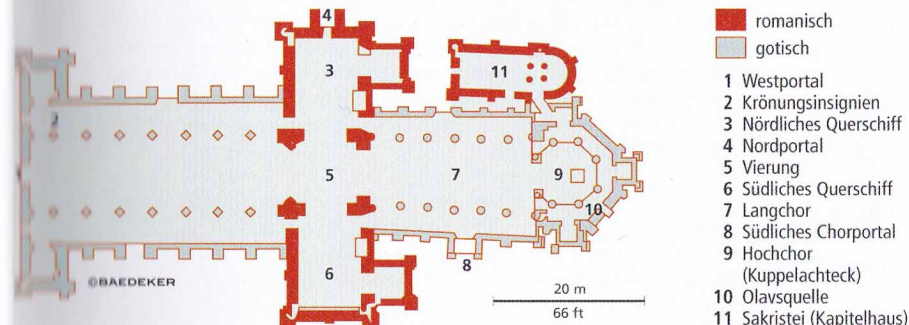 romanisch
gotisch
1 Westportal
2 Krönungsinsignien
3 Nördliches Querschiff
4 Nordportal
5 Vierung
6 Südliches Querschiff
7 Langchor
8 Südliches Chorportal
9 Hochchor
(Kuppelachteck)
10 Olavsquelle
11 Sakristei (Kapitelhaus)
4
3
11
2
5
7
9
10
6
8
©BAEDEKER
20 m
66 ft